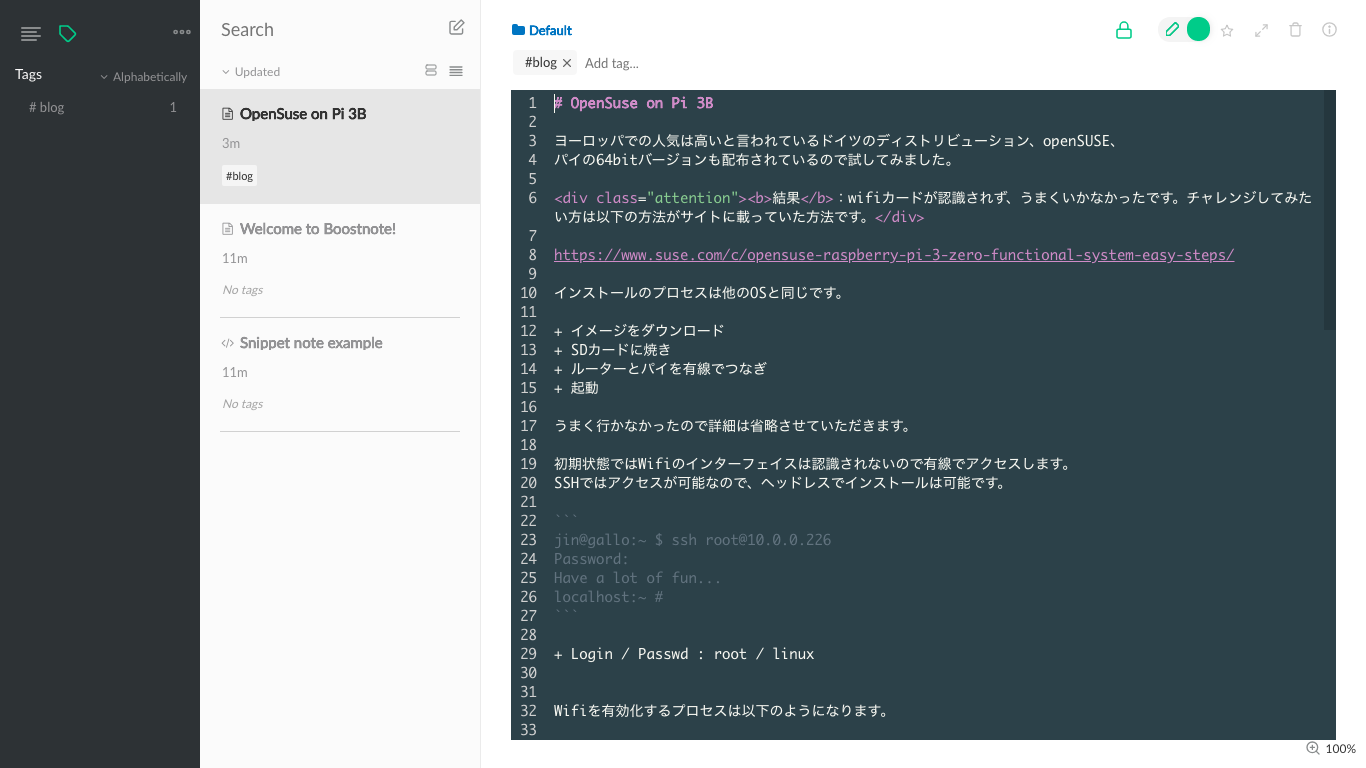 Tags
Alphabetically
# blog
1
Search
Updated
OpenSuse on Pi 3B
3m
#blog
Welcome to Boostnote!
11m
No tags
Snippet note example
11m
No tags
Default
#blog
Add tag...
1 # OpenSuse on Pi 3B
2
3 ヨーロッパでの人気は高いと言われているドイツのディストリビューション、openSUSE、
4 パイの64bitバージョンも配布されているので試してみました。
5
6 <div class="attention"><b>結果</b>：wifiカードが認識されず、うまくいかなかったです。チャレンジしてみた
い方は以下の方法がサイトに載っていた方法です。</div>
7
8 https://www.suse.com/c/opensuse-raspberry-pi-3-zero-functional-system-easy-steps/
9
10 インストールのプロセスは他のOSと同じです。
11
12 + イメージをダウンロード
13 + SDカードに焼き
14 + ルーターとパイを有線でつなぎ
15 + 起動
16
17 うまく行かなかったので詳細は省略させていただきます。
18
19 初期状態ではWifiのインターフェイスは認識されないので有線でアクセスします。
20 SSHではアクセスが可能なので、ヘッドレスでインストールは可能です。
21
22 ```
23 jin@gallo:~ $ ssh root@10.0.0.226
24 Password:
25 Have a lot of fun...
26 localhost:~ #
27 ```
28
29 + Login / Passwd : root / linux
30
31
32 Wifiを有効化するプロセスは以下のようになります。
33
100%